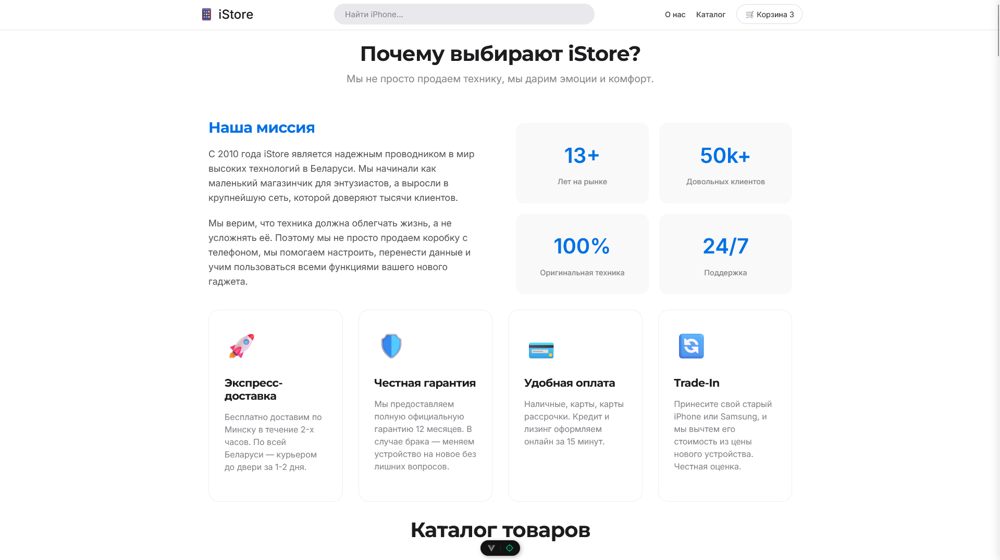 iStore
Найти iPhone...
О нас
Каталог
Корзина 3
Почему выбирают iStore?
Мы не просто продаем технику, мы дарим эмоции и комфорт.
Наша миссия
С 2010 года iStore является надежным проводником в мир
высоких технологий в Беларуси. Мы начинали как
маленький магазинчик для энтузиастов, а выросли в
крупнейшую сеть, которой доверяют тысячи клиентов.
Мы верим, что техника должна облегчать жизнь, а не
усложнять её. Поэтому мы не просто продаем коробку с
телефоном, мы помогаем настроить, перенести данные и
учим пользоваться всеми функциями вашего нового
гаджета.
13+
Лет на рынке
50k+
Довольных клиентов
100%
Оригинальная техника
24/7
Поддержка
Экспресс-
доставка
Бесплатно доставим по
Минску в течение 2-х
часов. По всей
Беларуси — курьером
до двери за 1-2 дня.
Честная гарантия
Мы предоставляем
полную официальную
гарантию 12 месяцев. В
случае брака — меняем
устройство на новое без
лишних вопросов.
Удобная оплата
Наличные, карты, карты
рассрочки. Кредит и
лизинг оформляем
онлайн за 15 минут.
Trade-In
Принесите свой старый
iPhone или Samsung, и
мы вычтем его
стоимость из цены
нового устройства.
Честная оценка.
Каталог товаров